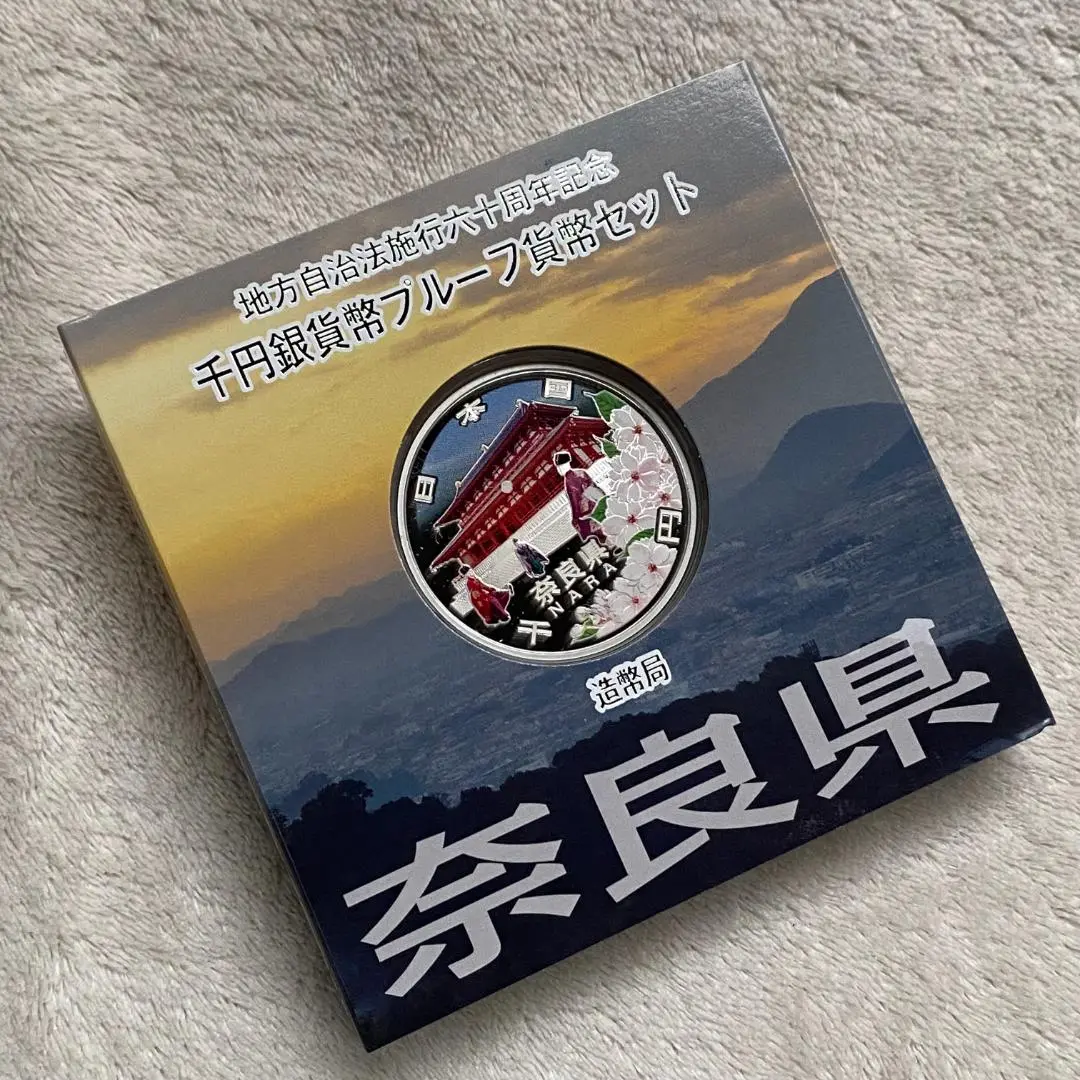 地方自治法施行六十周年記念
千円銀貨幣プルーフ貨幣セット
日本国
奈良県
NARA
千円
造幣局
奈良県